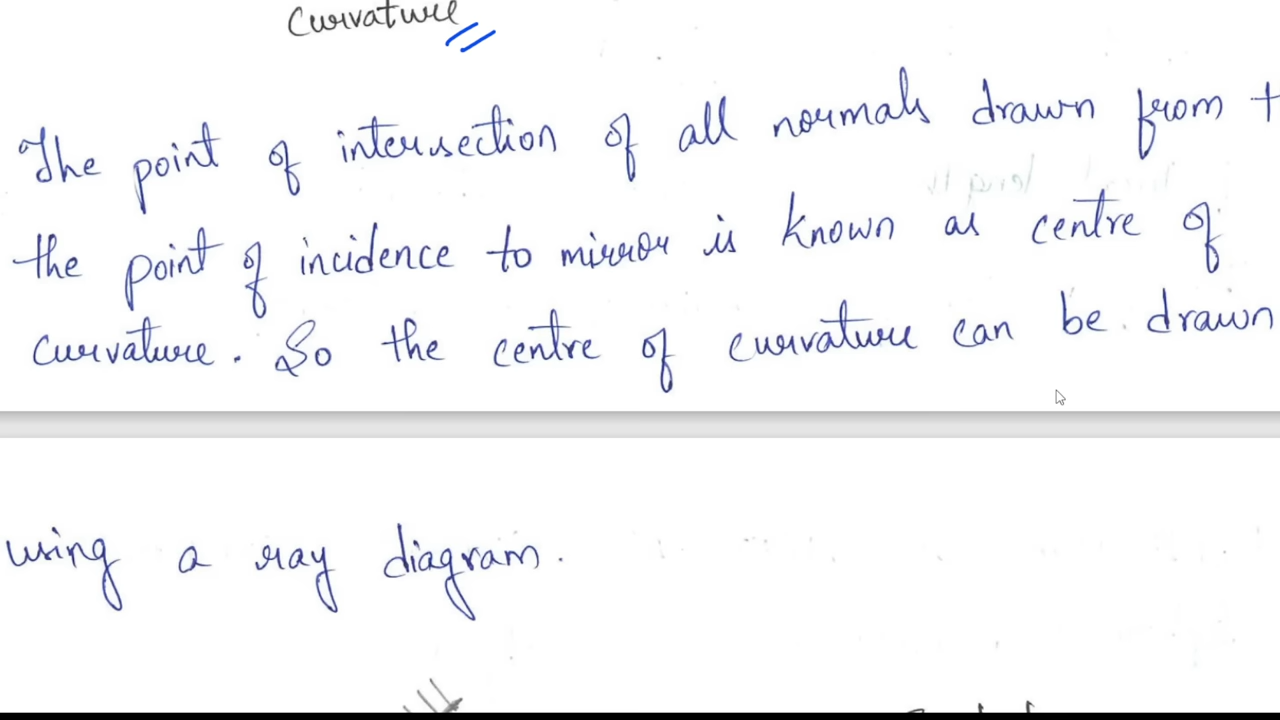 Curvature
The point of intersection of all normals drawn from t
the point of incidence to mirror is known as centre of
curvature. So the centre of curvature can be drawn
using a ray diagram.